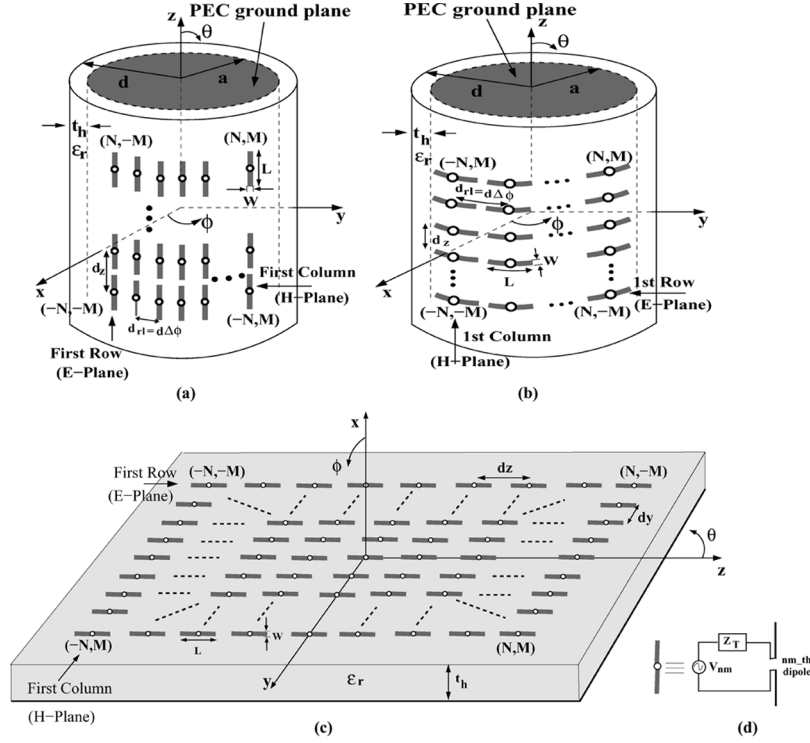 PEC ground plane
z
θ
d
a
t_h
ε_r
(N,−M)
(N,M)
L
W
y
ϕ
d_z
x
First Column
(H−Plane)
(−N,−M)
d_rl=dΔϕ
(−N,M)
First Row
(E−Plane)
(a)
PEC ground plane
z
θ
d
a
t_h
ε_r
(−N,M)
(N,M)
d_rl=dΔϕ
y
ϕ
d_z
W
L
x
1st Row
(E−Plane)
(−N,−M)
(N,−M)
1st Column
(H−Plane)
(b)
x
ϕ
First Row
(E−Plane)
(−N,−M)
dz
(N,−M)
dy
θ
z
(−N,M)
L
W
(N,M)
First Column
(H−Plane)
y
ε_r
t_h
(c)
Z_T
V_nm
nm_th
dipole
(d)